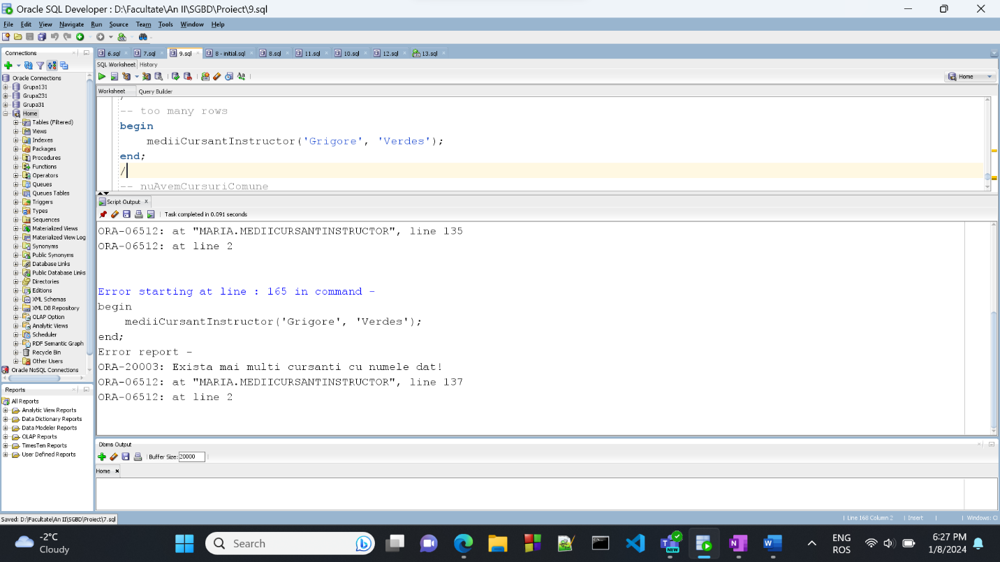 Oracle SQL Developer : D:\Facultate\An II\SGBD\Proiect\9.sql
File Edit View Navigate Run Source Team Tools Window Help
Connections
6.sql 7.sql 9.sql 8 - initial.sql 8.sql 11.sql 10.sql 12.sql 13.sql
SQL Worksheet History
Home
Worksheet Query Builder
Oracle Connections
Grupa131
Grupa231
Grupa31
Home
Tables (Filtered)
Views
Indexes
Packages
Procedures
Functions
Operators
Queues
Queues Tables
Triggers
Types
Sequences
Materialized Views
Materialized View Log
Synonyms
Public Synonyms
Database Links
Public Database Links
Directories
Editions
XML Schemas
XML DB Repository
OLAP Option
Analytic Views
Scheduler
RDF Semantic Graph
Recycle Bin
Other Users
Oracle NoSQL Connections
/
-- too many rows
begin
mediiCursantInstructor('Grigore', 'Verdes');
end;
/
-- nuAvemCursuriComune
Script Output
Task completed in 0.091 seconds
ORA-06512: at "MARIA.MEDIICURSANTINSTRUCTOR", line 135
ORA-06512: at line 2
Error starting at line : 165 in command -
begin
mediiCursantInstructor('Grigore', 'Verdes');
end;
Error report -
ORA-20003: Exista mai multi cursanti cu numele dat!
ORA-06512: at "MARIA.MEDIICURSANTINSTRUCTOR", line 137
ORA-06512: at line 2
Reports
All Reports
Analytic View Reports
Data Dictionary Reports
Data Modeler Reports
OLAP Reports
TimesTen Reports
User Defined Reports
Dbms Output
Buffer Size: 20000
Home
Saved: D:\Facultate\An II\SGBD\Proiect\7.sql
Line 168 Column 2 Insert Windows: Cl
-2°C
Cloudy
Search
NEW
ENG
ROS
6:27 PM
1/8/2024